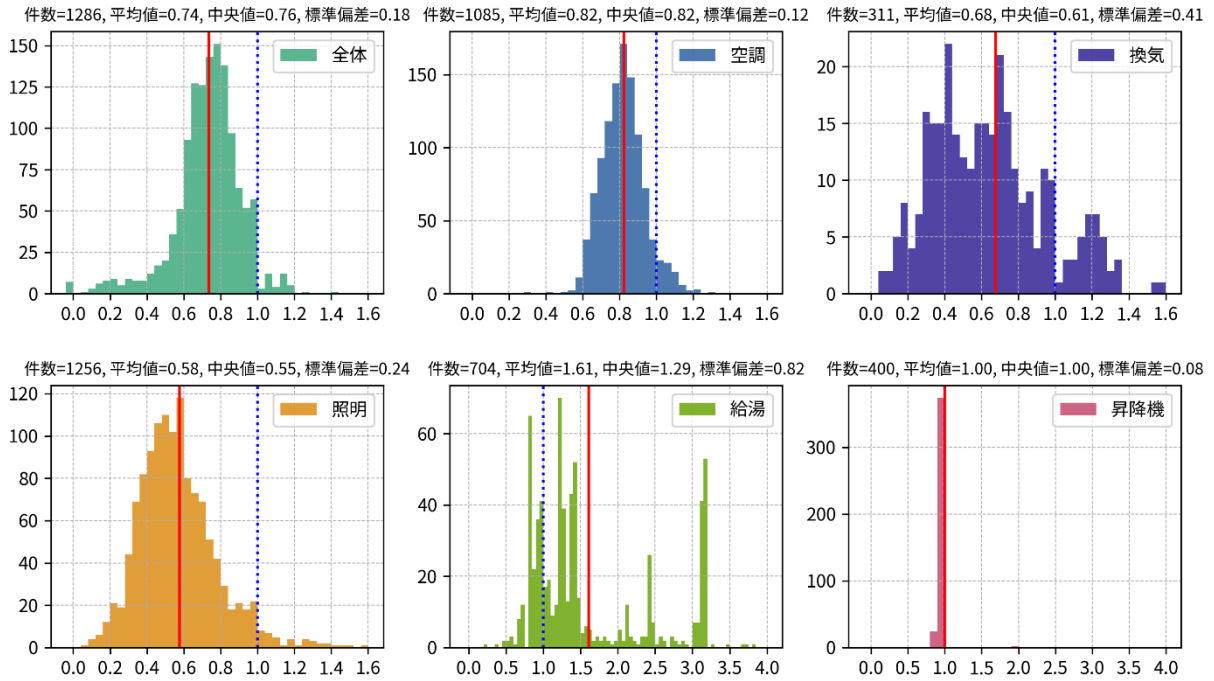 件数=1286, 平均値=0.74, 中央値=0.76, 標準偏差=0.18
全体
150
125
100
75
50
25
0
0.0 0.2 0.4 0.6 0.8 1.0 1.2 1.4 1.6
件数=1085, 平均値=0.82, 中央値=0.82, 標準偏差=0.12
空調
150
100
50
0
0.0 0.2 0.4 0.6 0.8 1.0 1.2 1.4 1.6
件数=311, 平均値=0.68, 中央値=0.61, 標準偏差=0.41
換気
20
15
10
5
0
0.0 0.2 0.4 0.6 0.8 1.0 1.2 1.4 1.6
件数=1256, 平均値=0.58, 中央値=0.55, 標準偏差=0.24
照明
120
100
80
60
40
20
0
0.0 0.2 0.4 0.6 0.8 1.0 1.2 1.4 1.6
件数=704, 平均値=1.61, 中央値=1.29, 標準偏差=0.82
給湯
60
40
20
0
0.0 0.5 1.0 1.5 2.0 2.5 3.0 3.5 4.0
件数=400, 平均値=1.00, 中央値=1.00, 標準偏差=0.08
昇降機
300
200
100
0
0.0 0.5 1.0 1.5 2.0 2.5 3.0 3.5 4.0